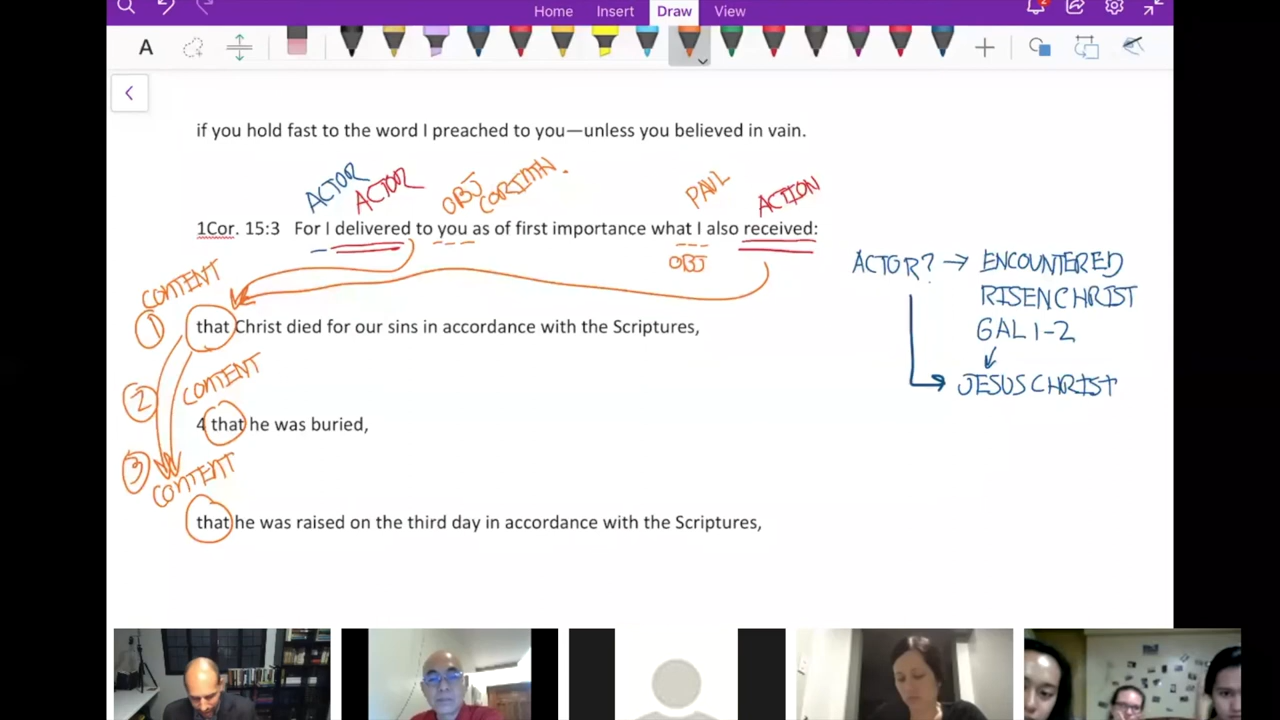 Home Insert Draw View
2
A
if you hold fast to the word I preached to you—unless you believed in vain.
ACTOR ACTOR OBJ CORINTH. PAUL ACTION
1Cor. 15:3 For I delivered to you as of first importance what I also received:
OBJ
ACTOR? → ENCOUNTERED
RISEN CHRIST
GAL 1-2
JESUS CHRIST
CONTENT
1 that Christ died for our sins in accordance with the Scriptures,
CONTENT
2
4 that he was buried,
3
CONTENT
that he was raised on the third day in accordance with the Scriptures,